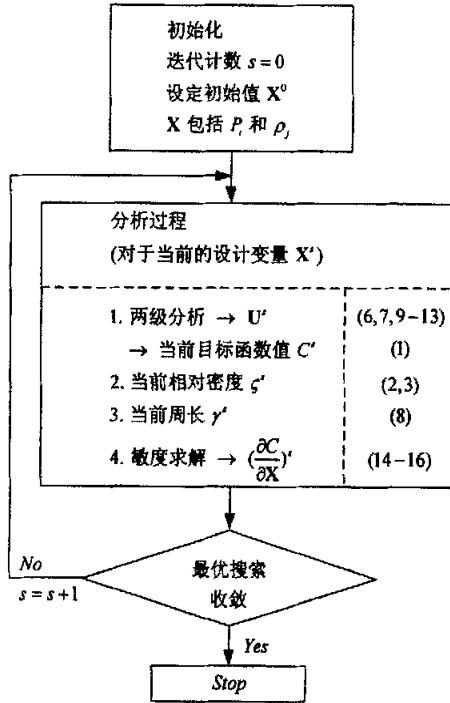 初始化
迭代计数 s = 0
设定初始值 X⁰
X 包括 Pᵢ 和 ρⱼ
分析过程
(对于当前的设计变量 Xˢ)
1. 两级分析 → Uˢ (6,7,9−13)
→ 当前目标函数值 Cˢ (1)
2. 当前相对密度 ςˢ (2,3)
3. 当前周长 γˢ (8)
4. 敏度求解 → (∂C/∂X)ˢ (14−16)
最优搜索
收敛
No
s = s+1
Yes
Stop